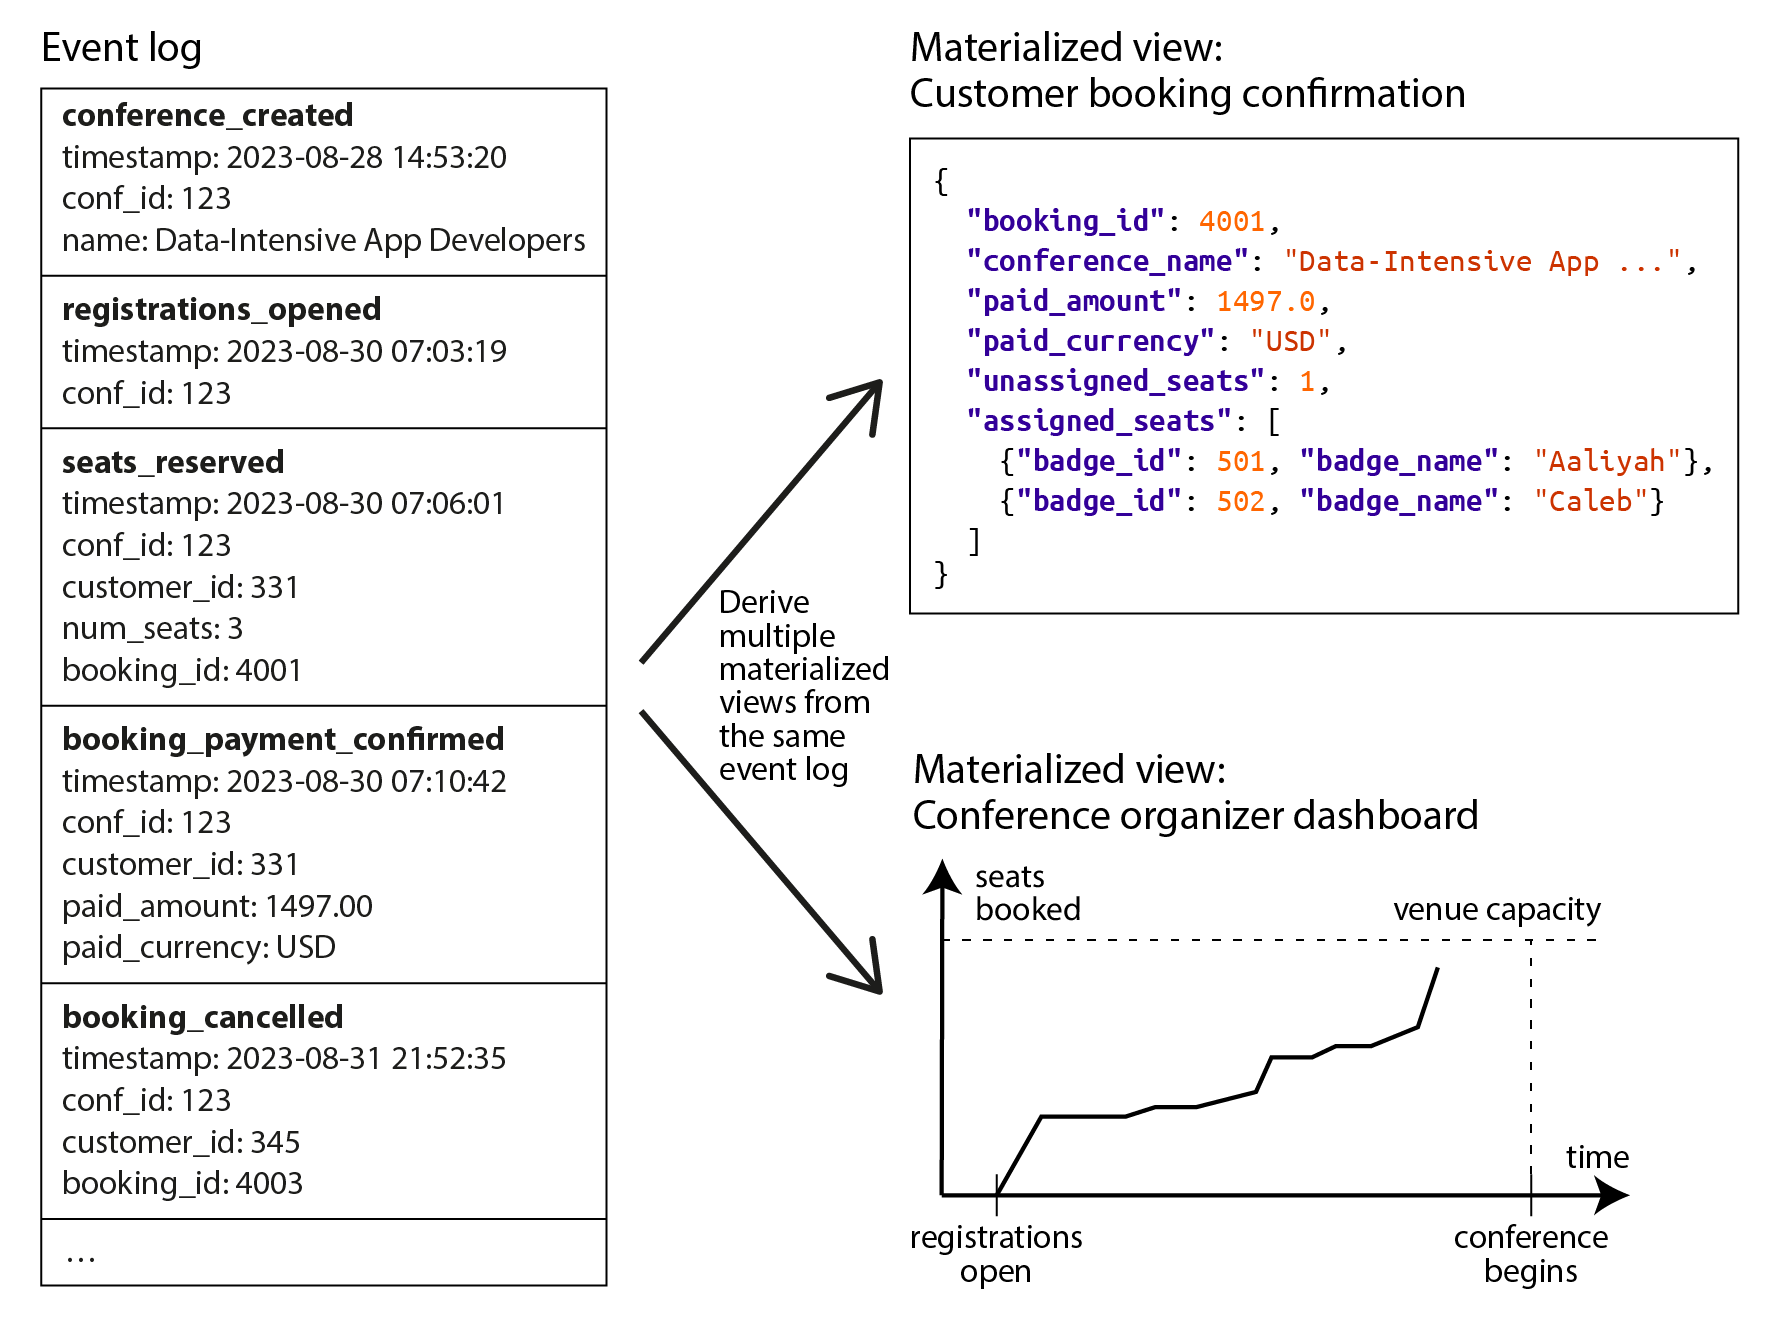 Event log
conference_created
timestamp: 2023-08-28 14:53:20
conf_id: 123
name: Data-Intensive App Developers
registrations_opened
timestamp: 2023-08-30 07:03:19
conf_id: 123
seats_reserved
timestamp: 2023-08-30 07:06:01
conf_id: 123
customer_id: 331
num_seats: 3
booking_id: 4001
booking_payment_confirmed
timestamp: 2023-08-30 07:10:42
conf_id: 123
customer_id: 331
paid_amount: 1497.00
paid_currency: USD
booking_cancelled
timestamp: 2023-08-31 21:52:35
conf_id: 123
customer_id: 345
booking_id: 4003
...
Derive
multiple
materialized
views from
the same
event log
Materialized view:
Customer booking confirmation
{
"booking_id": 4001,
"conference_name": "Data-Intensive App ...",
"paid_amount": 1497.0,
"paid_currency": "USD",
"unassigned_seats": 1,
"assigned_seats": [
{"badge_id": 501, "badge_name": "Aaliyah"},
{"badge_id": 502, "badge_name": "Caleb"}
]
}
Materialized view:
Conference organizer dashboard
seats
booked
venue capacity
time
registrations
open
conference
begins